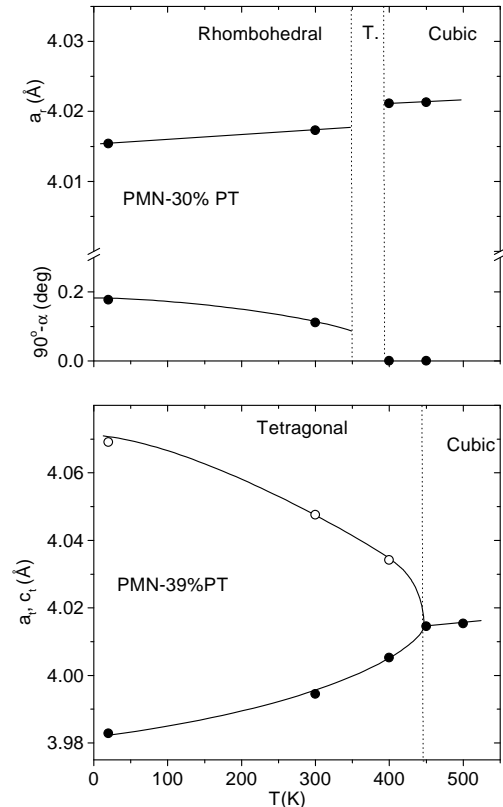 4.03
Rhombohedral T. Cubic
4.02
a_r (Å)
4.01
PMN-30% PT
90°-α (deg)
0.2
0.0
Tetragonal
Cubic
4.06
4.04
a_t, c_t (Å)
PMN-39%PT
4.02
4.00
3.98
0 100 200 300 400 500
T(K)